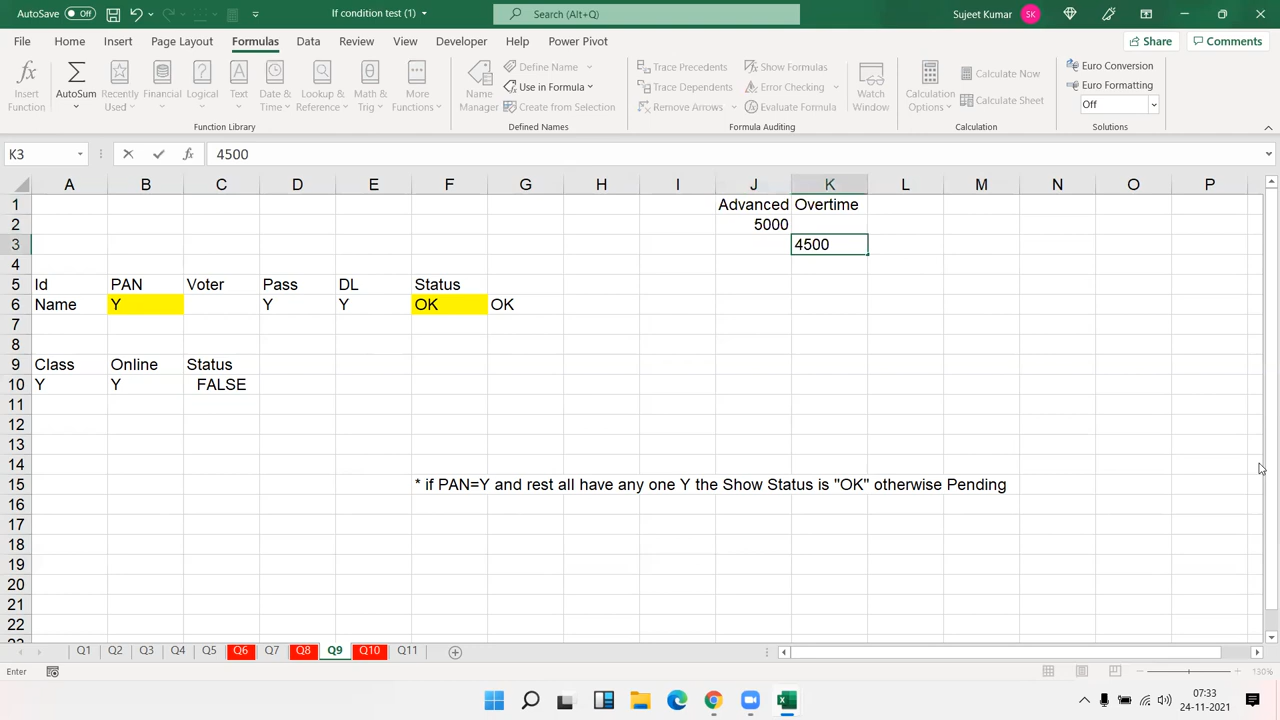 AutoSave Off If condition test (1) Search (Alt+Q) Sujeet Kumar SK
File Home Insert Page Layout Formulas Data Review View Developer Help Power Pivot Share Comments
Insert Function
AutoSum
Recently Used
Financial
Logical
Text
Date & Time
Lookup & Reference
Math & Trig
More Functions
Function Library
Name Manager
Define Name
Use in Formula
Create from Selection
Defined Names
Trace Precedents
Trace Dependents
Remove Arrows
Show Formulas
Error Checking
Evaluate Formula
Formula Auditing
Watch Window
Calculation Options
Calculate Now
Calculate Sheet
Calculation
Euro Conversion
Euro Formatting
Off
Solutions
K3 fx 4500
A B C D E F G H I J K L M N O P
1 Advanced Overtime
2 5000
3 4500
4
5 Id PAN Voter Pass DL Status
6 Name Y Y Y OK OK
7
8
9 Class Online Status
10 Y Y FALSE
11
12
13
14
15 * if PAN=Y and rest all have any one Y the Show Status is "OK" otherwise Pending
16
17
18
19
20
21
22
23
Q1 Q2 Q3 Q4 Q5 Q6 Q7 Q8 Q9 Q10 Q11
Enter 130%
07:33
24-11-2021